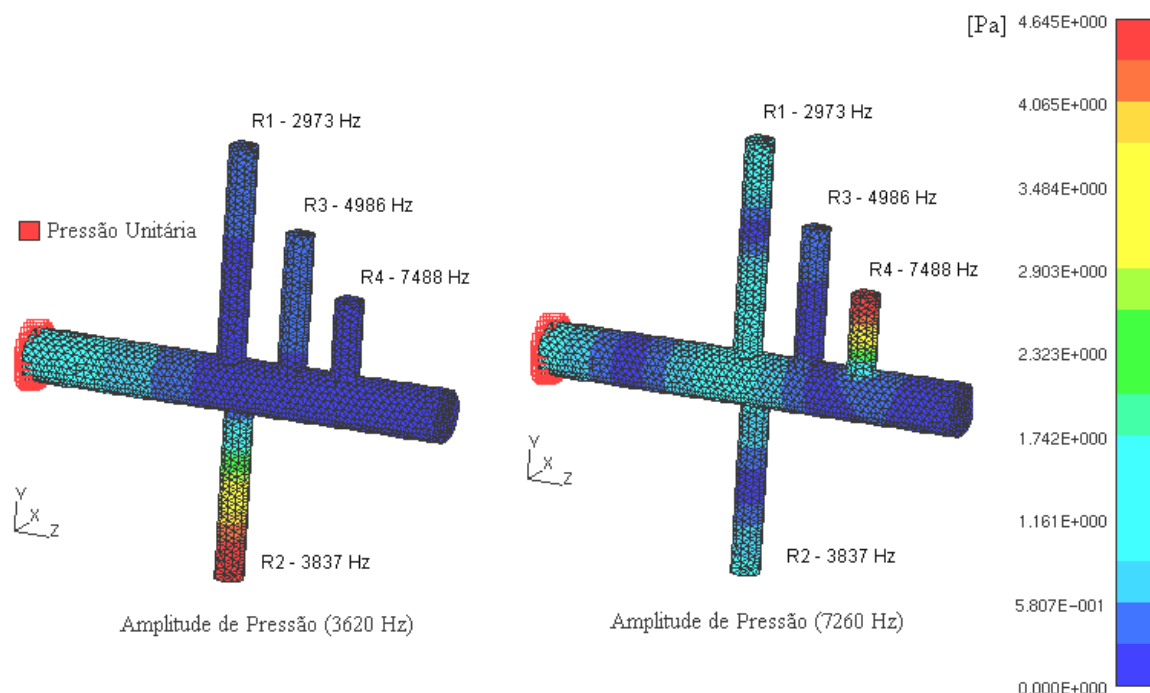 [Pa]
4.645E+000
4.065E+000
3.484E+000
2.903E+000
2.323E+000
1.742E+000
1.161E+000
5.807E-001
0.000E+000
R1 - 2973 Hz
R3 - 4986 Hz
Pressão Unitária
R4 - 7488 Hz
Y
X
Z
R2 - 3837 Hz
Amplitude de Pressão (3620 Hz)
R1 - 2973 Hz
R3 - 4986 Hz
R4 - 7488 Hz
Y
X
Z
R2 - 3837 Hz
Amplitude de Pressão (7260 Hz)